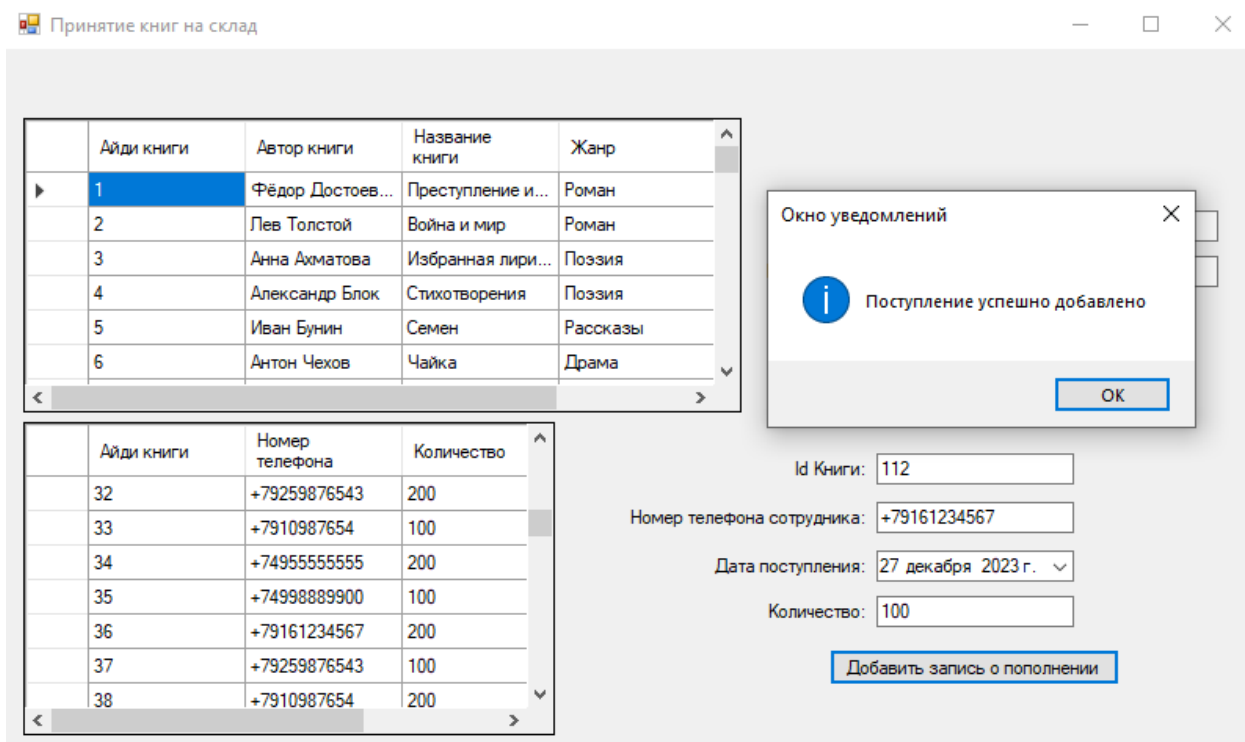 Принятие книг на склад
Айди книги Автор книги Название книги Жанр
1 Фёдор Достоев... Преступление и... Роман
2 Лев Толстой Война и мир Роман
3 Анна Ахматова Избранная лири... Поэзия
4 Александр Блок Стихотворения Поэзия
5 Иван Бунин Семен Рассказы
6 Антон Чехов Чайка Драма
Окно уведомлений
Поступление успешно добавлено
OK
Айди книги Номер телефона Количество
32 +79259876543 200
33 +7910987654 100
34 +74955555555 200
35 +74998889900 100
36 +79161234567 200
37 +79259876543 100
38 +7910987654 200
Id Книги: 112
Номер телефона сотрудника: +79161234567
Дата поступления: 27 декабря 2023 г.
Количество: 100
Добавить запись о пополнении